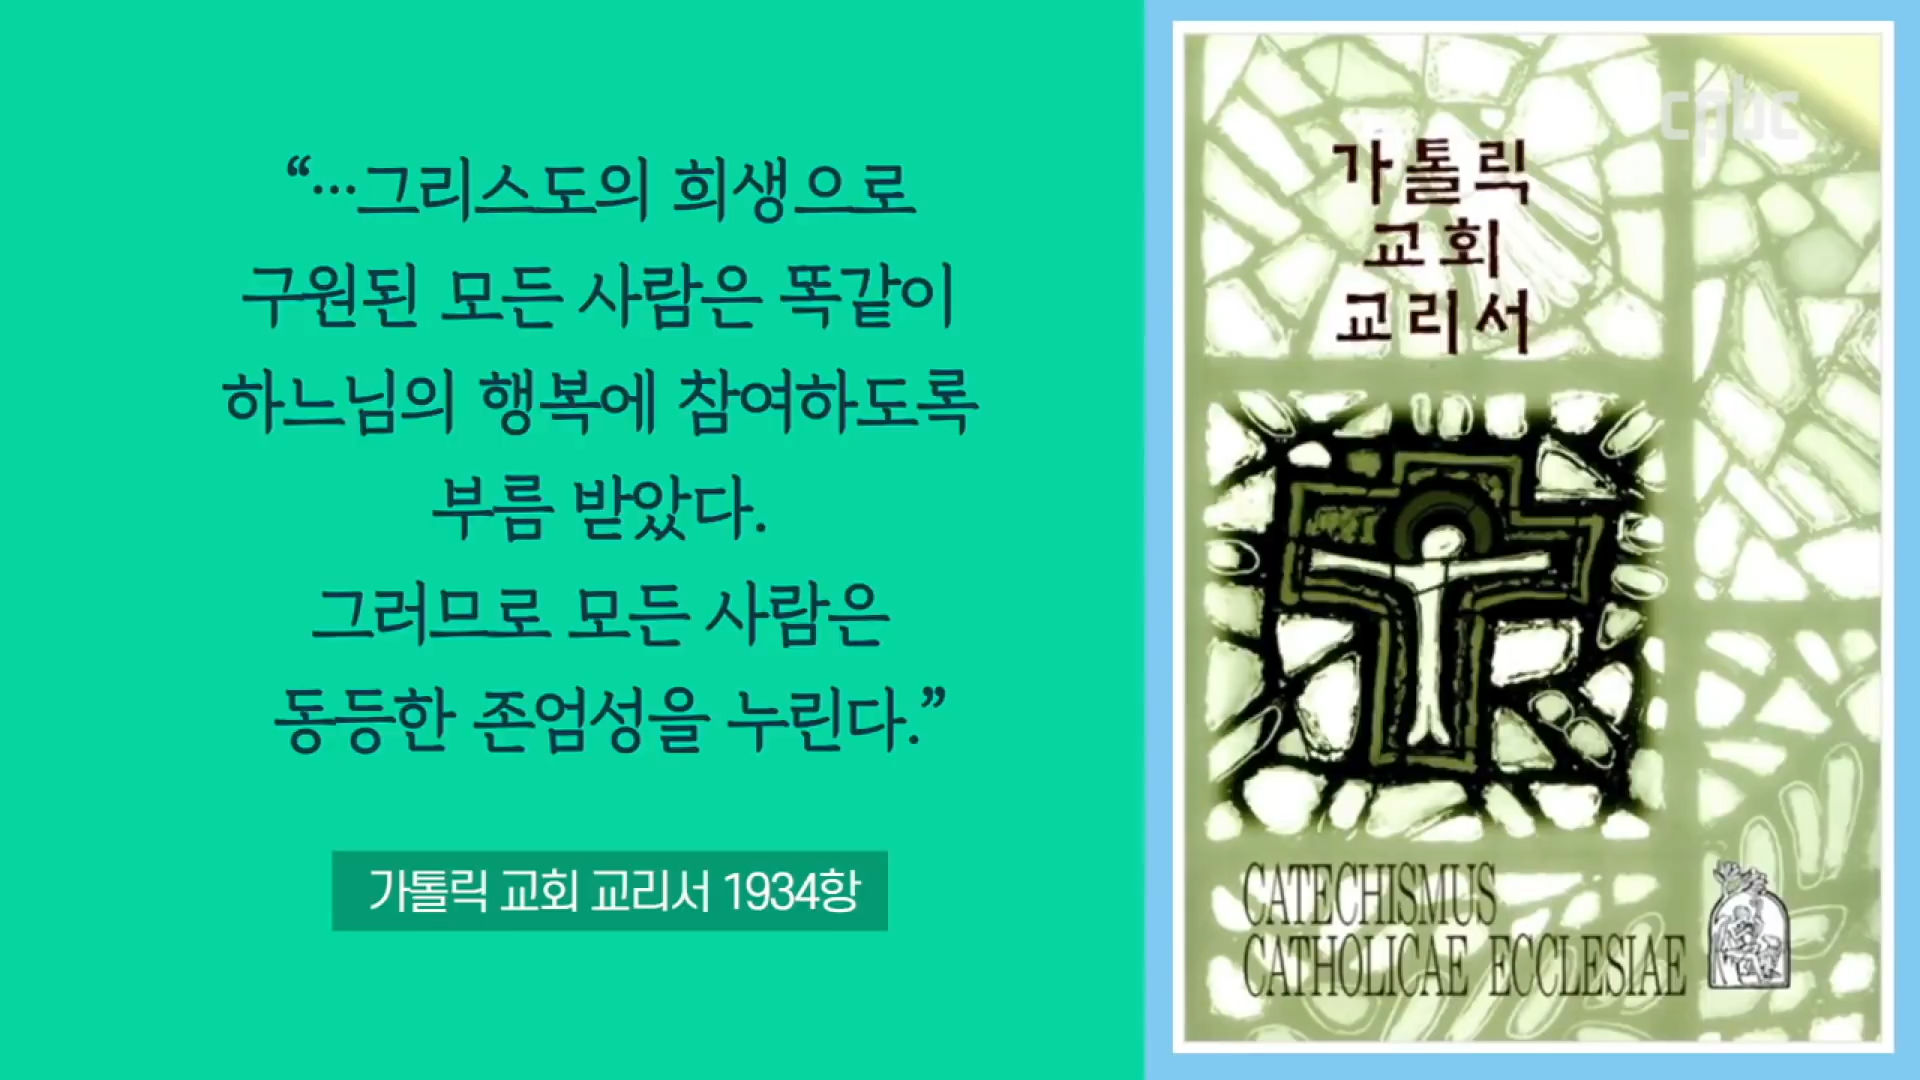 “…그리스도의 희생으로
구원된 모든 사람은 똑같이
하느님의 행복에 참여하도록
부름 받았다.
그러므로 모든 사람은
동등한 존엄성을 누린다.”
가톨릭 교회 교리서 1934항
cpbc
가톨릭
교회
교리서
CATECHISMUS
CATHOLICAE ECCLESIAE